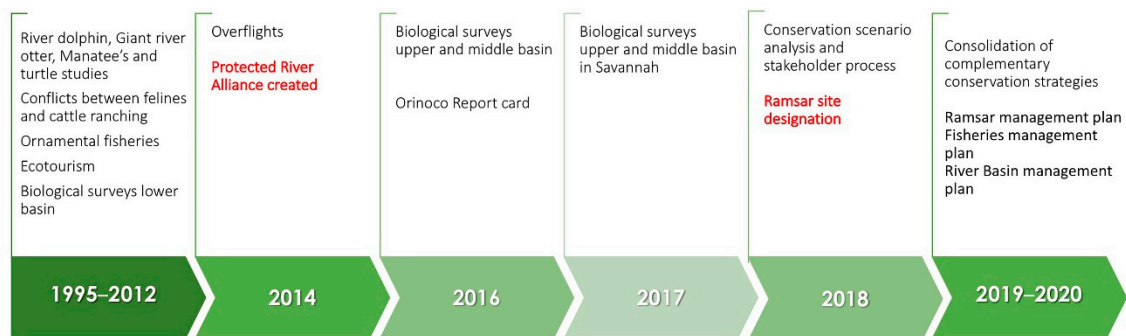 River dolphin, Giant river
otter, Manatee's and
turtle studies
Conflicts between felines
and cattle ranching
Ornamental fisheries
Ecotourism
Biological surveys lower
basin
Overflights
Protected River
Alliance created
Biological surveys
upper and middle
basin
Orinoco Report card
Biological surveys
upper and middle basin
in Savannah
Conservation scenario
analysis and
stakeholder process
Ramsar site
designation
Consolidation of
complementary
conservation strategies
Ramsar management plan
Fisheries management
plan
River Basin management
plan
1995–2012
2014
2016
2017
2018
2019–2020